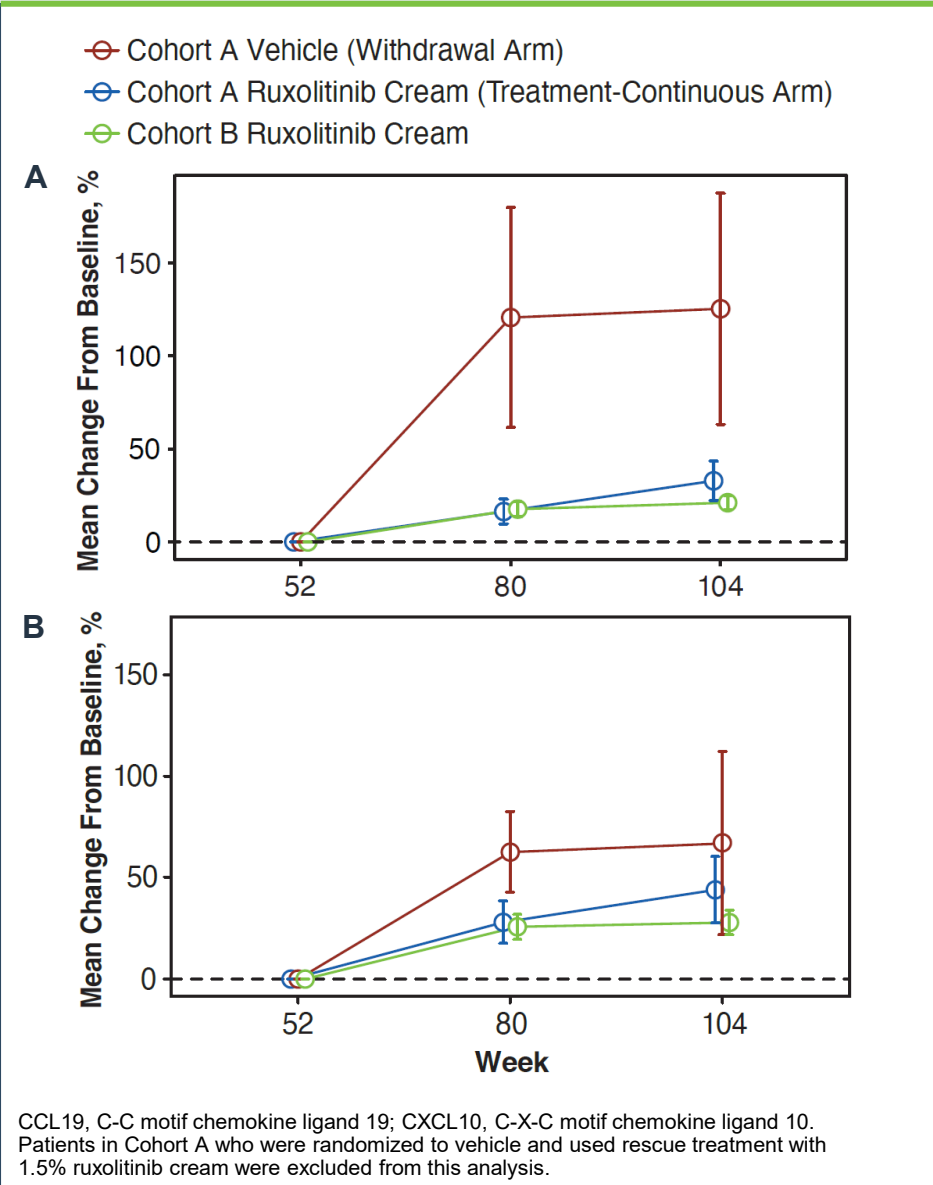 Cohort A Vehicle (Withdrawal Arm)
Cohort A Ruxolitinib Cream (Treatment-Continuous Arm)
Cohort B Ruxolitinib Cream
A
Mean Change From Baseline, %
150
100
50
0
52 80 104
B
Mean Change From Baseline, %
150
100
50
0
52 80 104
Week
CCL19, C-C motif chemokine ligand 19; CXCL10, C-X-C motif chemokine ligand 10.
Patients in Cohort A who were randomized to vehicle and used rescue treatment with
1.5% ruxolitinib cream were excluded from this analysis.